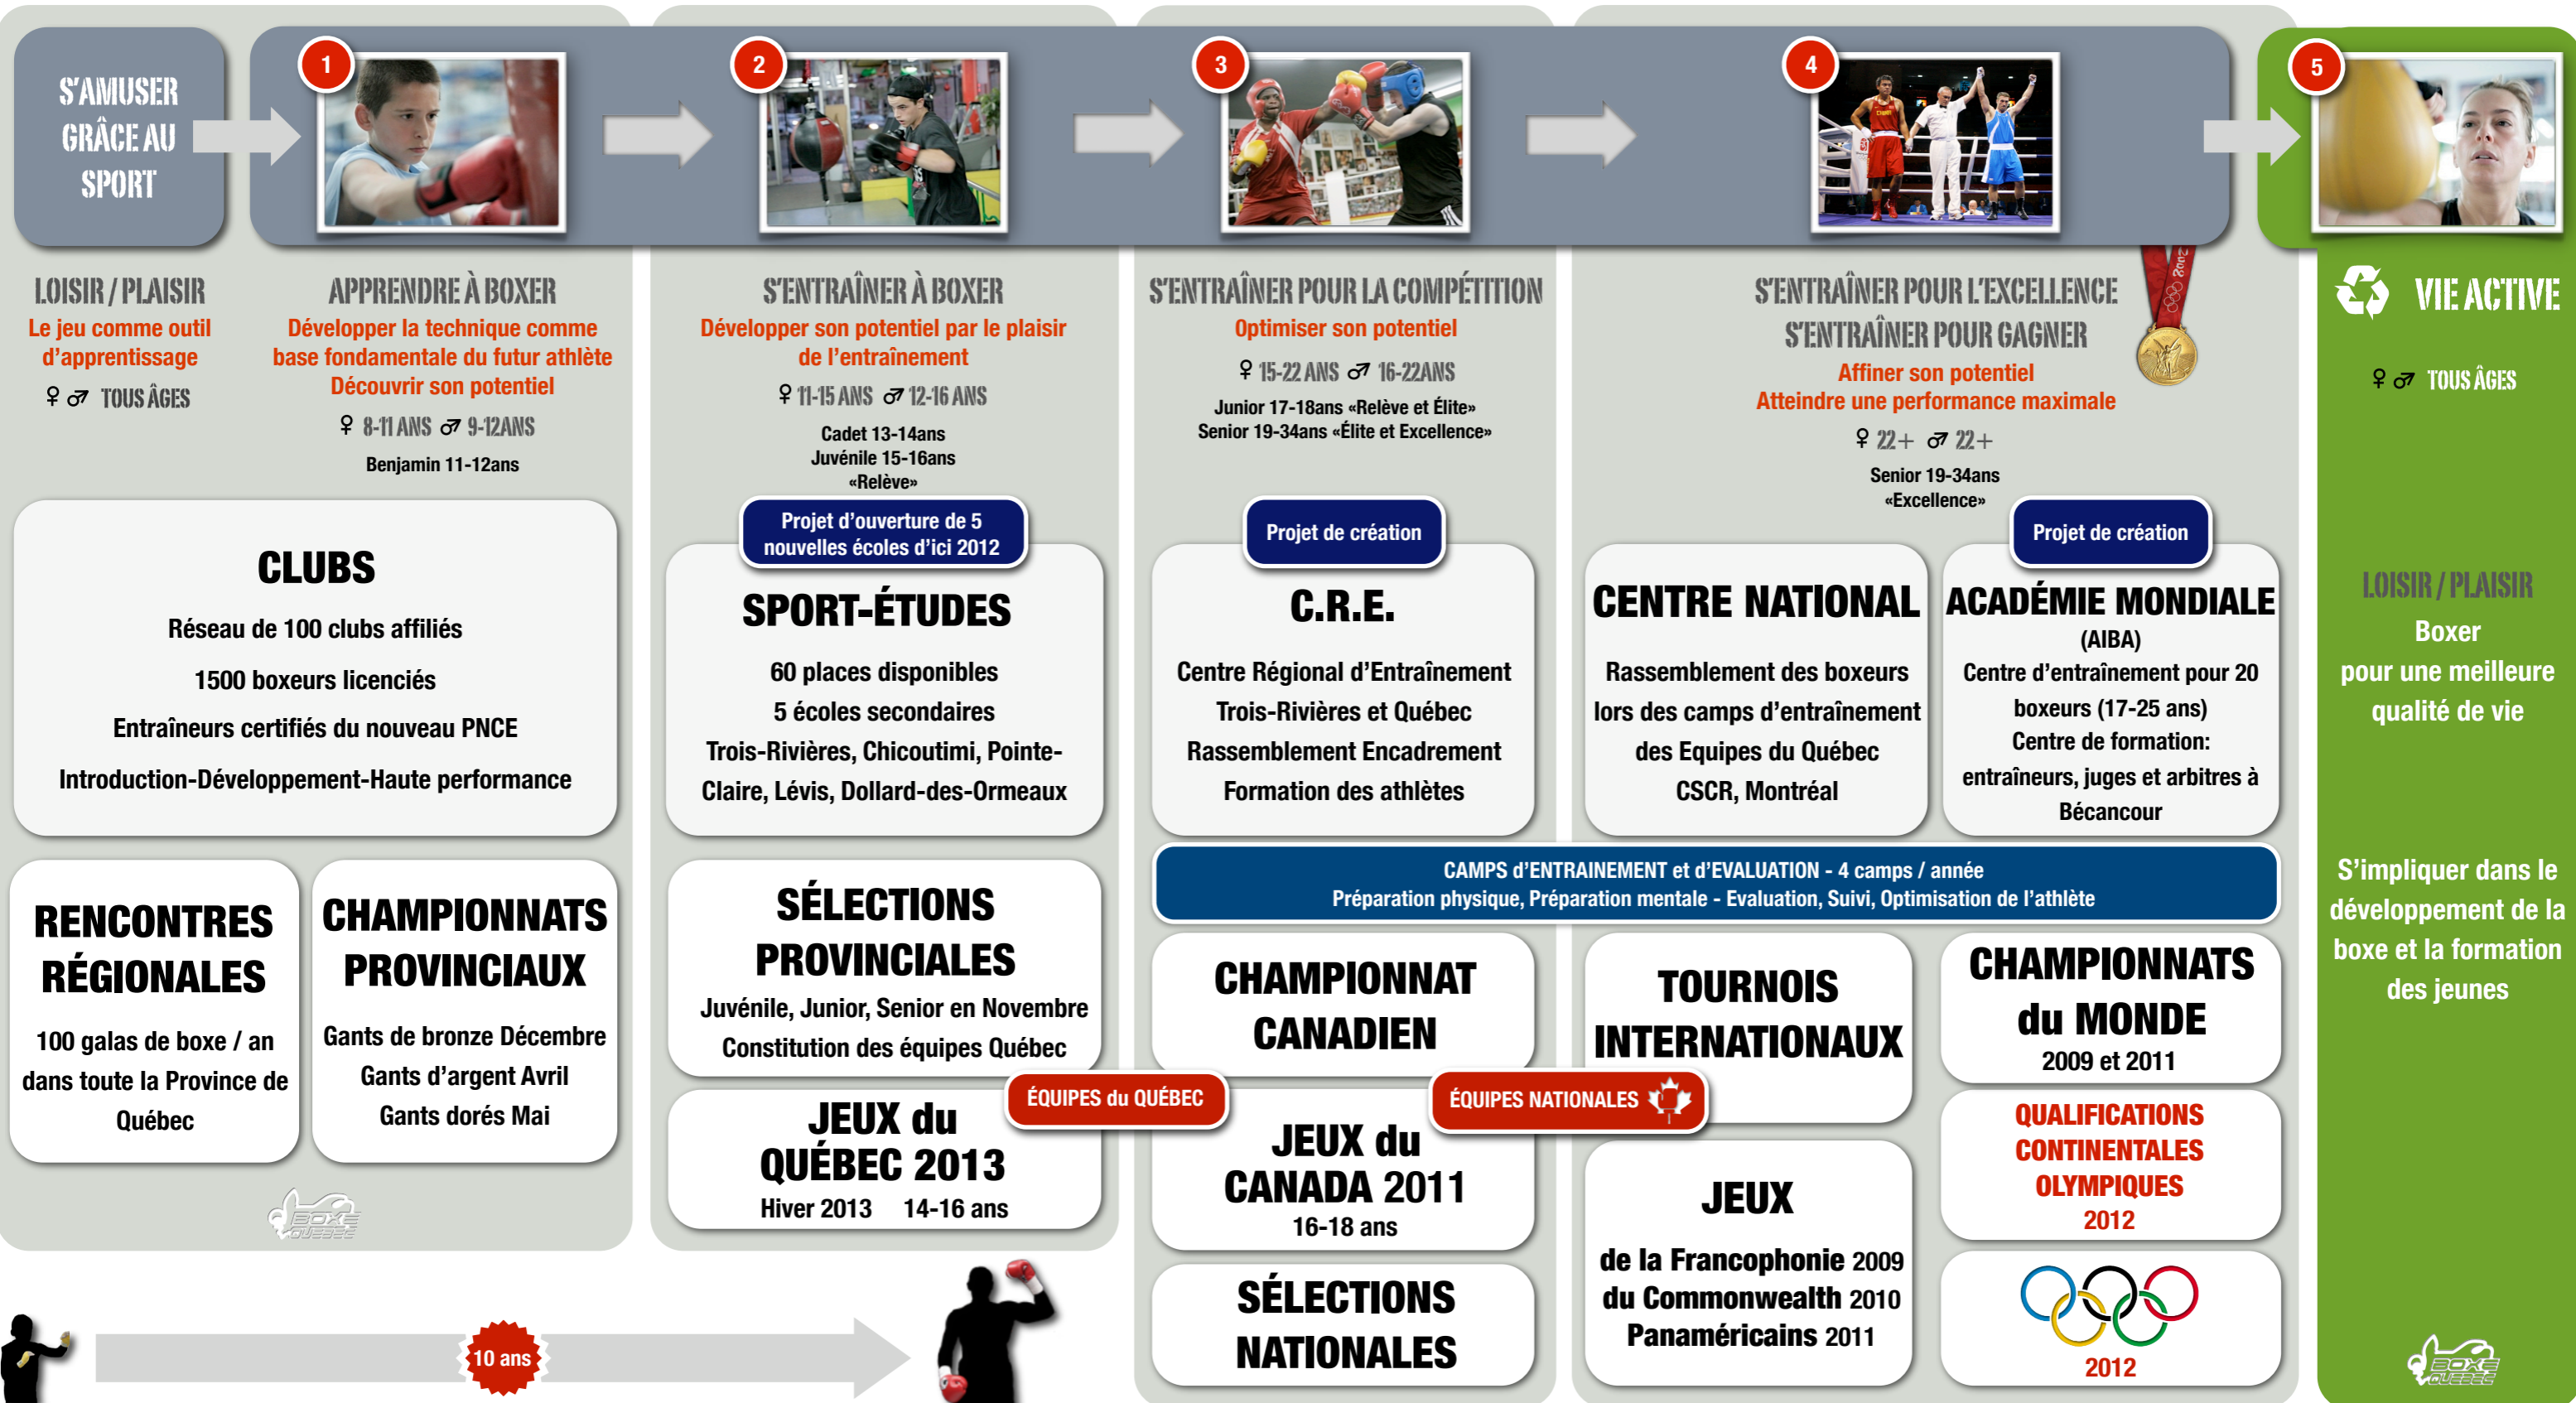 S'AMUSER
GRÂCE AU
SPORT
1
2
3
4
5
LOISIR / PLAISIR
Le jeu comme outil
d'apprentissage
♀ ♂ TOUS ÂGES
APPRENDRE À BOXER
Développer la technique comme
base fondamentale du futur athlète
Découvrir son potentiel
♀ 8-11 ANS ♂ 9-12ANS
Benjamin 11-12ans
CLUBS
Réseau de 100 clubs affiliés
1500 boxeurs licenciés
Entraîneurs certifiés du nouveau PNCE
Introduction-Développement-Haute performance
RENCONTRES
RÉGIONALES
100 galas de boxe / an
dans toute la Province de
Québec
CHAMPIONNATS
PROVINCIAUX
Gants de bronze Décembre
Gants d'argent Avril
Gants dorés Mai
BOXE
QUEBEC
10 ans
S'ENTRAÎNER À BOXER
Développer son potentiel par le plaisir
de l'entraînement
♀ 11-15 ANS ♂ 12-16 ANS
Cadet 13-14ans
Juvénile 15-16ans
«Relève»
Projet d'ouverture de 5
nouvelles écoles d'ici 2012
SPORT-ÉTUDES
60 places disponibles
5 écoles secondaires
Trois-Rivières, Chicoutimi, Pointe-
Claire, Lévis, Dollard-des-Ormeaux
SÉLECTIONS
PROVINCIALES
Juvénile, Junior, Senior en Novembre
Constitution des équipes Québec
ÉQUIPES du QUÉBEC
JEUX du
QUÉBEC 2013
Hiver 2013 14-16 ans
S'ENTRAÎNER POUR LA COMPÉTITION
Optimiser son potentiel
♀ 15-22 ANS ♂ 16-22ANS
Junior 17-18ans «Relève et Élite»
Senior 19-34ans «Élite et Excellence»
Projet de création
C.R.E.
Centre Régional d'Entraînement
Trois-Rivières et Québec
Rassemblement Encadrement
Formation des athlètes
CAMPS d'ENTRAINEMENT et d'EVALUATION - 4 camps / année
Préparation physique, Préparation mentale - Evaluation, Suivi, Optimisation de l'athlète
CHAMPIONNAT
CANADIEN
ÉQUIPES NATIONALES
JEUX du
CANADA 2011
16-18 ans
SÉLECTIONS
NATIONALES
S'ENTRAÎNER POUR L'EXCELLENCE
S'ENTRAÎNER POUR GAGNER
Affiner son potentiel
Atteindre une performance maximale
♀ 22+ ♂ 22+
Senior 19-34ans
«Excellence»
2008
CENTRE NATIONAL
Rassemblement des boxeurs
lors des camps d'entraînement
des Equipes du Québec
CSCR, Montréal
Projet de création
ACADÉMIE MONDIALE
(AIBA)
Centre d'entraînement pour 20
boxeurs (17-25 ans)
Centre de formation:
entraîneurs, juges et arbitres à
Bécancour
TOURNOIS
INTERNATIONAUX
JEUX
de la Francophonie 2009
du Commonwealth 2010
Panaméricains 2011
CHAMPIONNATS
du MONDE
2009 et 2011
QUALIFICATIONS
CONTINENTALES
OLYMPIQUES
2012
2012
VIE ACTIVE
♀ ♂ TOUS ÂGES
LOISIR / PLAISIR
Boxer
pour une meilleure
qualité de vie
S'impliquer dans le
développement de la
boxe et la formation
des jeunes
BOXE
QUEBEC